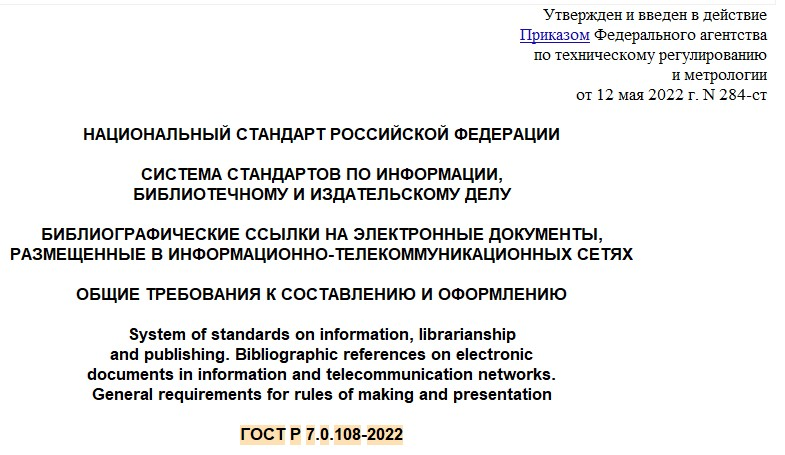 Утвержден и введен в действие
Приказом Федерального агентства
по техническому регулированию
и метрологии
от 12 мая 2022 г. N 284-ст
НАЦИОНАЛЬНЫЙ СТАНДАРТ РОССИЙСКОЙ ФЕДЕРАЦИИ
СИСТЕМА СТАНДАРТОВ ПО ИНФОРМАЦИИ,
БИБЛИОТЕЧНОМУ И ИЗДАТЕЛЬСКОМУ ДЕЛУ
БИБЛИОГРАФИЧЕСКИЕ ССЫЛКИ НА ЭЛЕКТРОННЫЕ ДОКУМЕНТЫ,
РАЗМЕЩЕННЫЕ В ИНФОРМАЦИОННО-ТЕЛЕКОММУНИКАЦИОННЫХ СЕТЯХ
ОБЩИЕ ТРЕБОВАНИЯ К СОСТАВЛЕНИЮ И ОФОРМЛЕНИЮ
System of standards on information, librarianship
and publishing. Bibliographic references on electronic
documents in information and telecommunication networks.
General requirements for rules of making and presentation
ГОСТ Р 7.0.108-2022